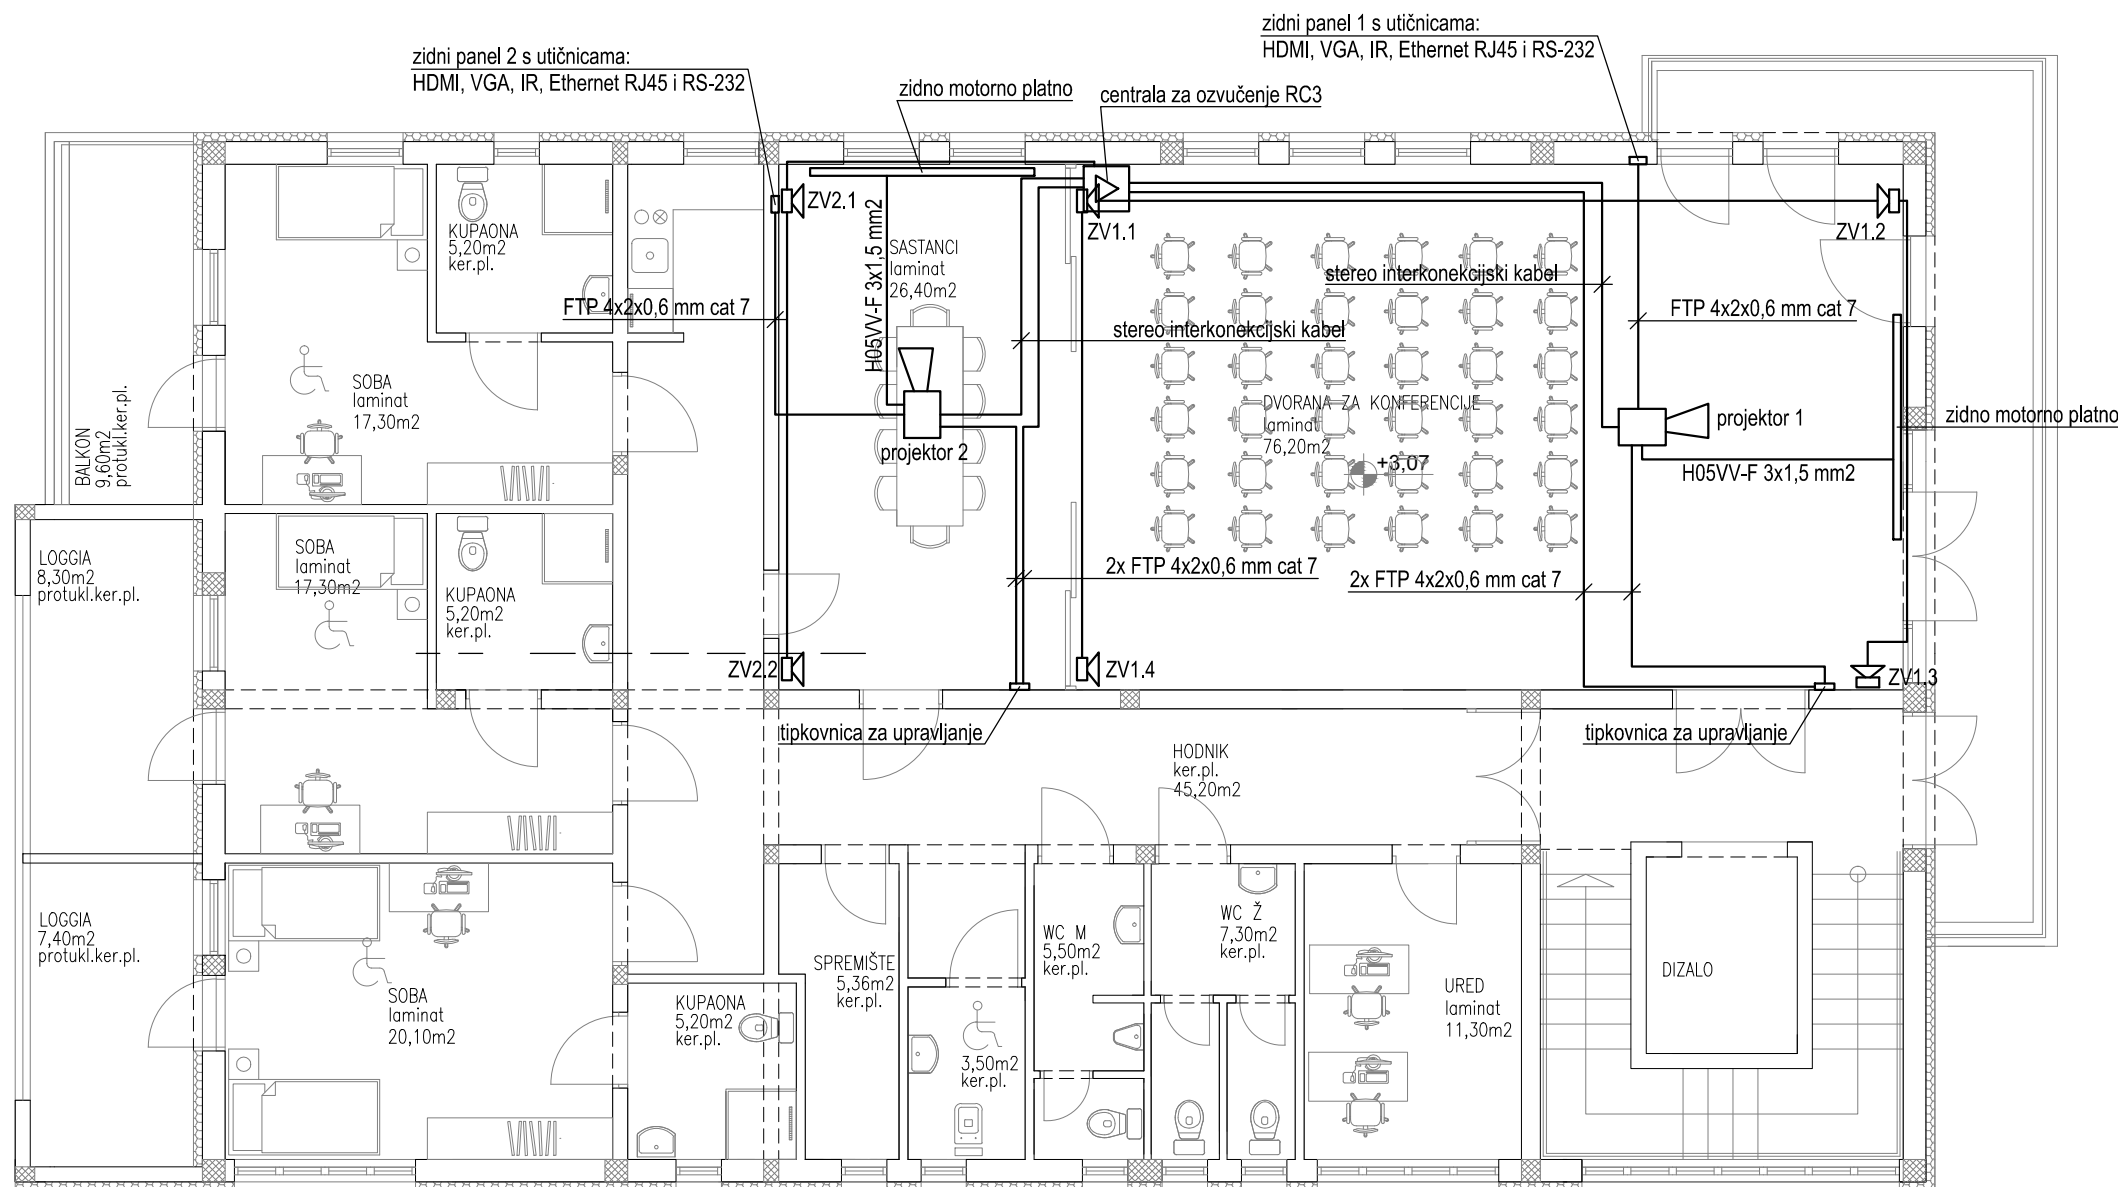 zidni panel 1 s utičnicama:
HDMI, VGA, IR, Ethernet RJ45 i RS-232
zidni panel 2 s utičnicama:
HDMI, VGA, IR, Ethernet RJ45 i RS-232
zidno motorno platno
centrala za ozvučenje RC3
ZV2.1
ZV1.1
ZV1.2
KUPAONA
5,20m2
ker.pl.
H05VV-F 3x1,5 mm2
SASTANCI
laminat
26,40m2
stereo interkonekcijski kabel
FTP 4x2x0,6 mm cat 7
FTP 4x2x0,6 mm cat 7
stereo interkonekcijski kabel
BALKON
9,60m2
protukl.ker.pl.
SOBA
laminat
17,30m2
DVORANA ZA KONFERENCIJE
laminat
76,20m2
+3,07
projektor 2
projektor 1
zidno motorno platno
H05VV-F 3x1,5 mm2
LOGGIA
8,30m2
protukl.ker.pl.
SOBA
laminat
17,30m2
KUPAONA
5,20m2
ker.pl.
2x FTP 4x2x0,6 mm cat 7
2x FTP 4x2x0,6 mm cat 7
ZV2.2
ZV1.4
ZV1.3
tipkovnica za upravljanje
tipkovnica za upravljanje
HODNIK
ker.pl.
45,20m2
LOGGIA
7,40m2
protukl.ker.pl.
SOBA
laminat
20,10m2
KUPAONA
5,20m2
ker.pl.
SPREMIŠTE
5,36m2
ker.pl.
3,50m2
ker.pl.
WC M
5,50m2
ker.pl.
WC Ž
7,30m2
ker.pl.
URED
laminat
11,30m2
DIZALO